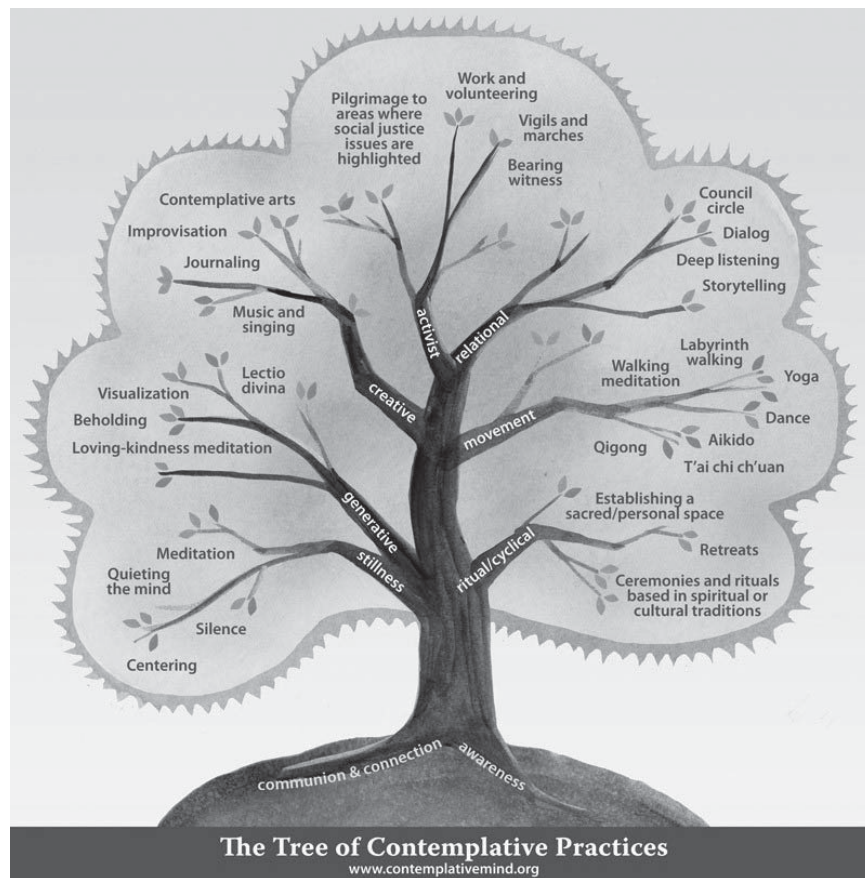 Work and
volunteering
Pilgrimage to
areas where
social justice
issues are
highlighted
Vigils and
marches
Bearing
witness
Contemplative arts
Improvisation
Journaling
Music and
singing
Council
circle
Dialog
Deep listening
Storytelling
activist
relational
creative
movement
Walking
meditation
Labyrinth
walking
Yoga
Dance
Aikido
Qigong
T'ai chi ch'uan
Lectio
divina
Visualization
Beholding
Loving-kindness meditation
generative
stillness
ritual/cyclical
Establishing a
sacred/personal space
Retreats
Ceremonies and rituals
based in spiritual or
cultural traditions
Meditation
Quieting
the mind
Silence
Centering
communion & connection
awareness
The Tree of Contemplative Practices
www.contemplativemind.org